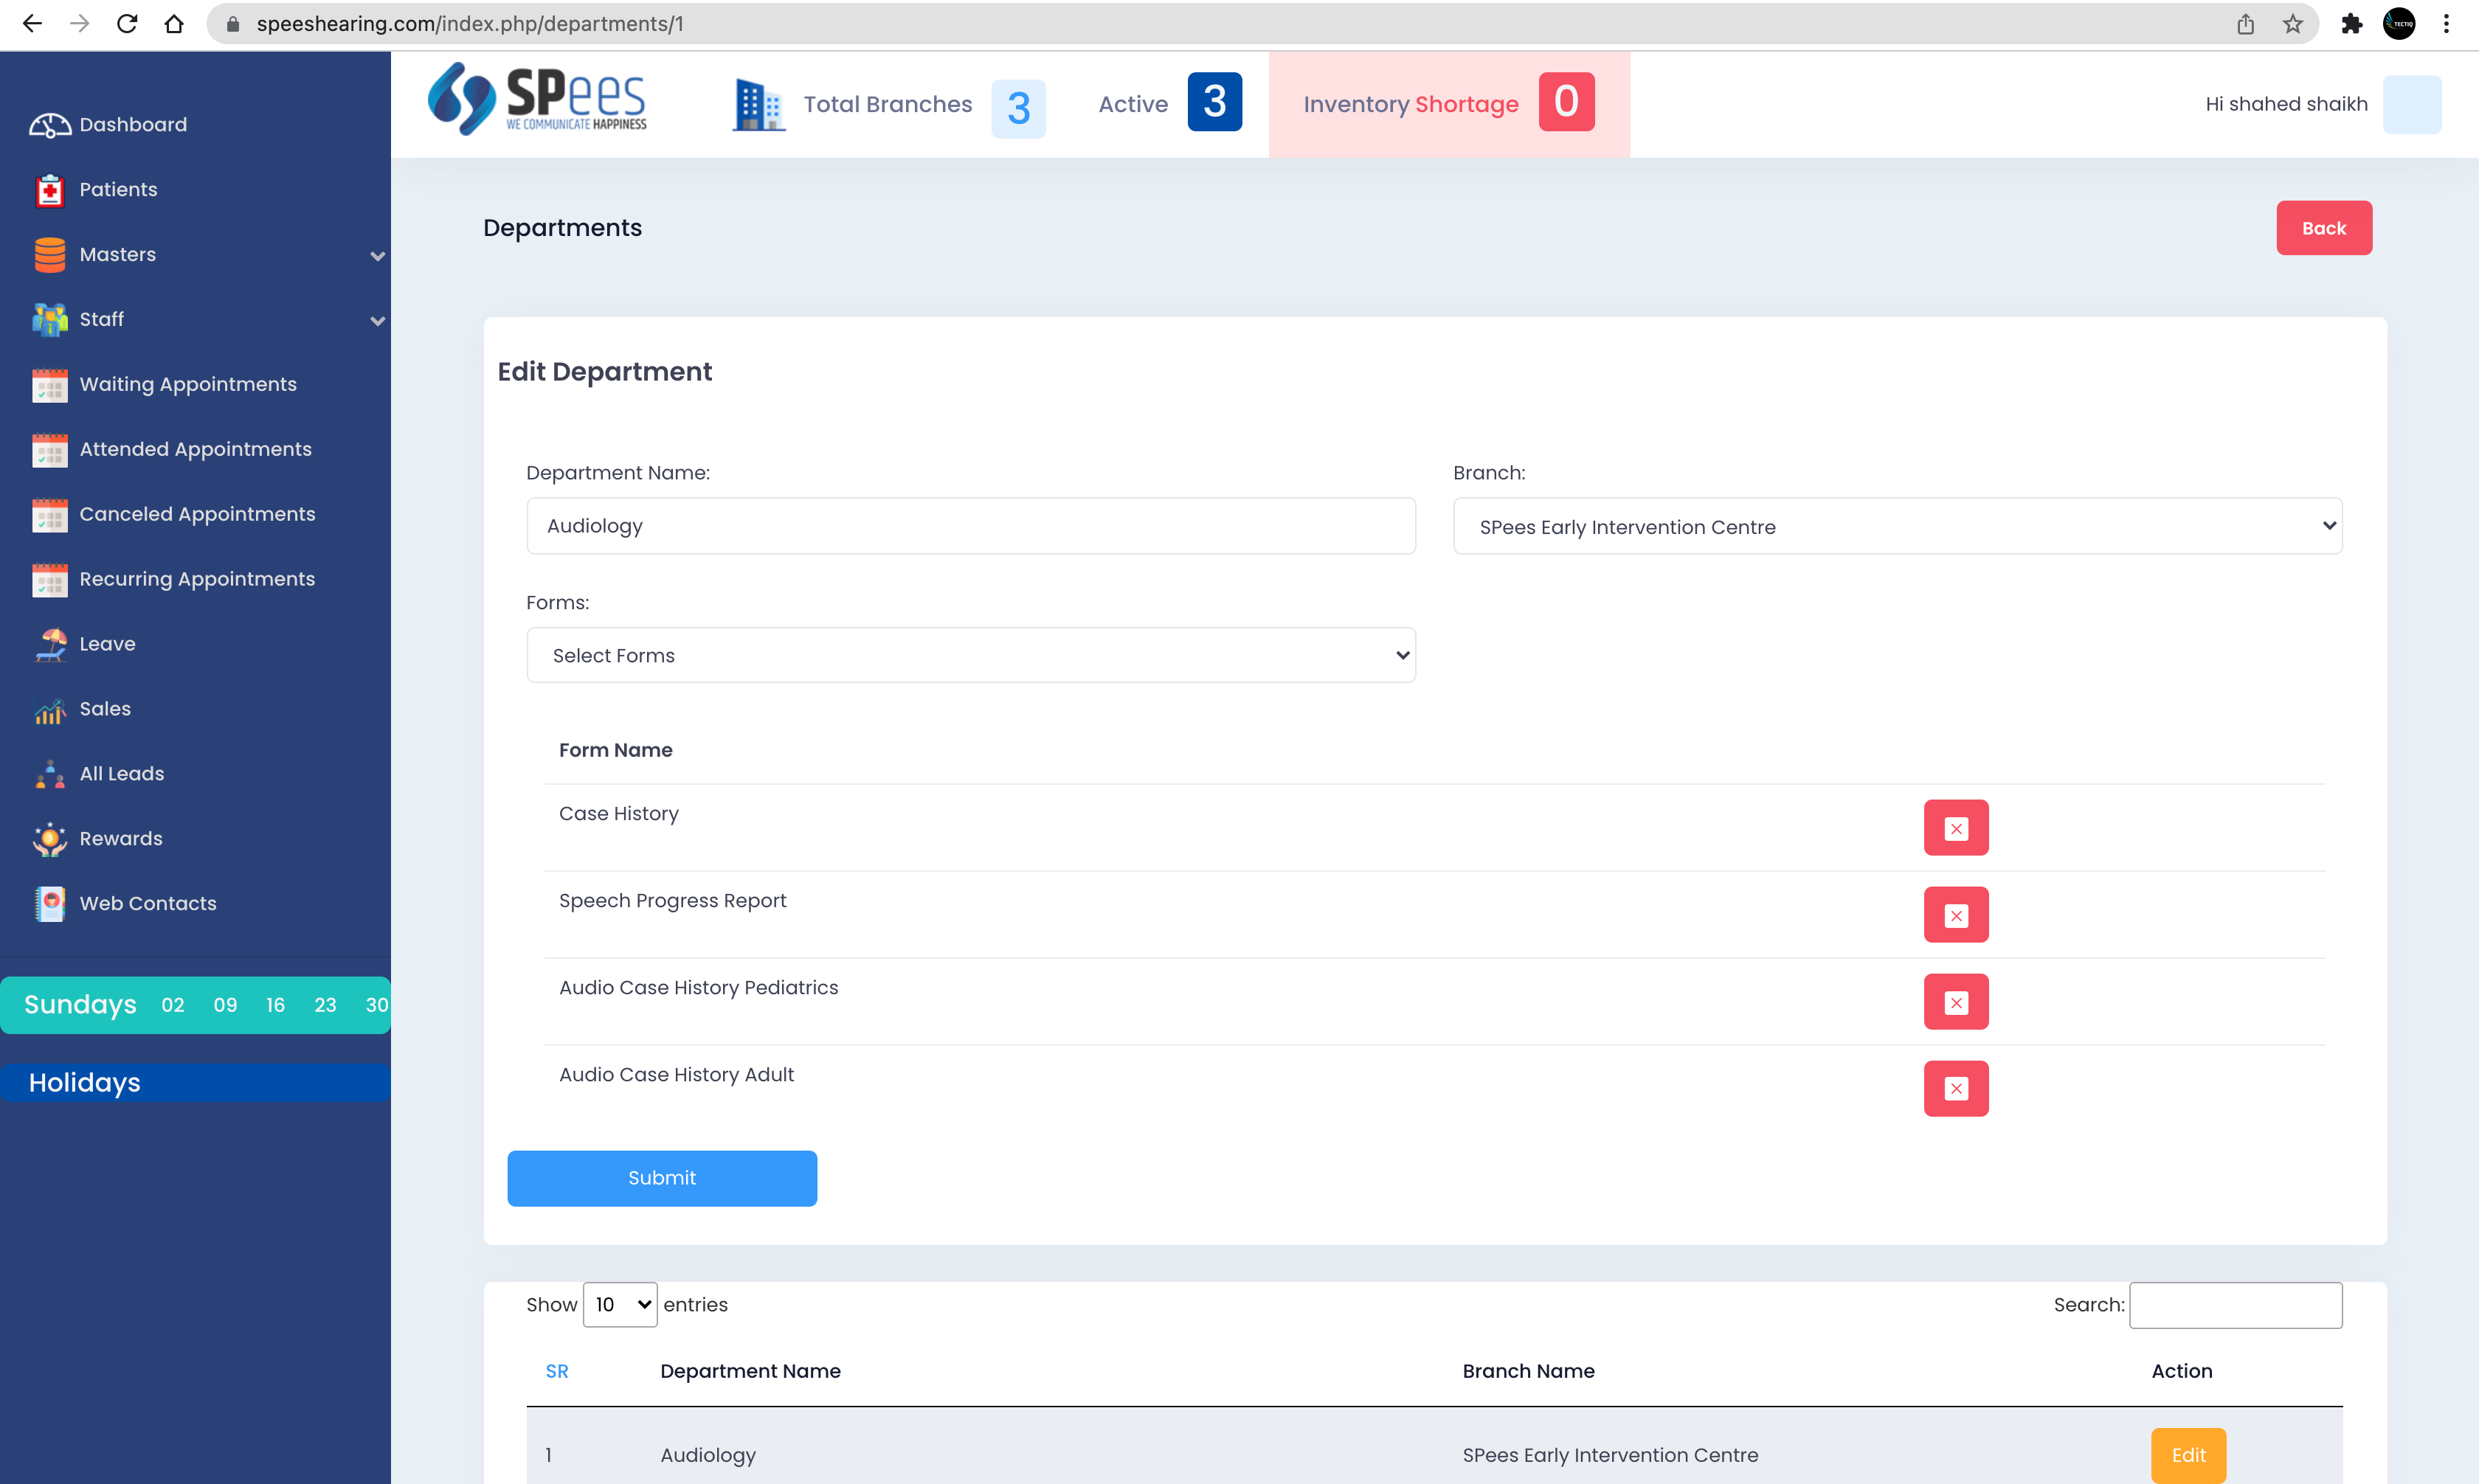 speeshearing.com/index.php/departments/1
TECTIQ
SPees
WE COMMUNICATE HAPPINESS
Total Branches 3
Active 3
Inventory Shortage 0
Hi shahed shaikh
Dashboard
Patients
Masters
Staff
Waiting Appointments
Attended Appointments
Canceled Appointments
Recurring Appointments
Leave
Sales
All Leads
Rewards
Web Contacts
Sundays 02 09 16 23 30
Holidays
Departments
Back
Edit Department
Department Name:
Audiology
Branch:
SPees Early Intervention Centre
Forms:
Select Forms
Form Name
Case History
Speech Progress Report
Audio Case History Pediatrics
Audio Case History Adult
Submit
Show 10 entries
Search:
SR Department Name Branch Name Action
1 Audiology SPees Early Intervention Centre Edit